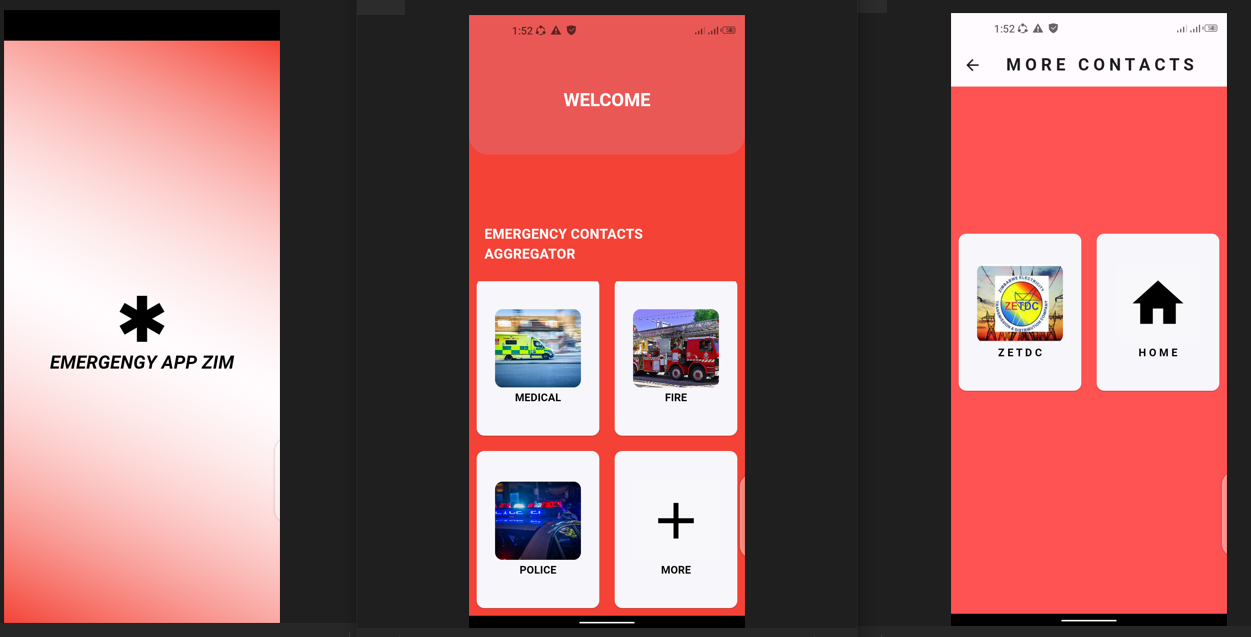 EMERGENGY APP ZIM
1:52
WELCOME
EMERGENCY CONTACTS
AGGREGATOR
MEDICAL
FIRE
POLICE
MORE
1:52
MORE CONTACTS
ZETDC
ZETDC
HOME